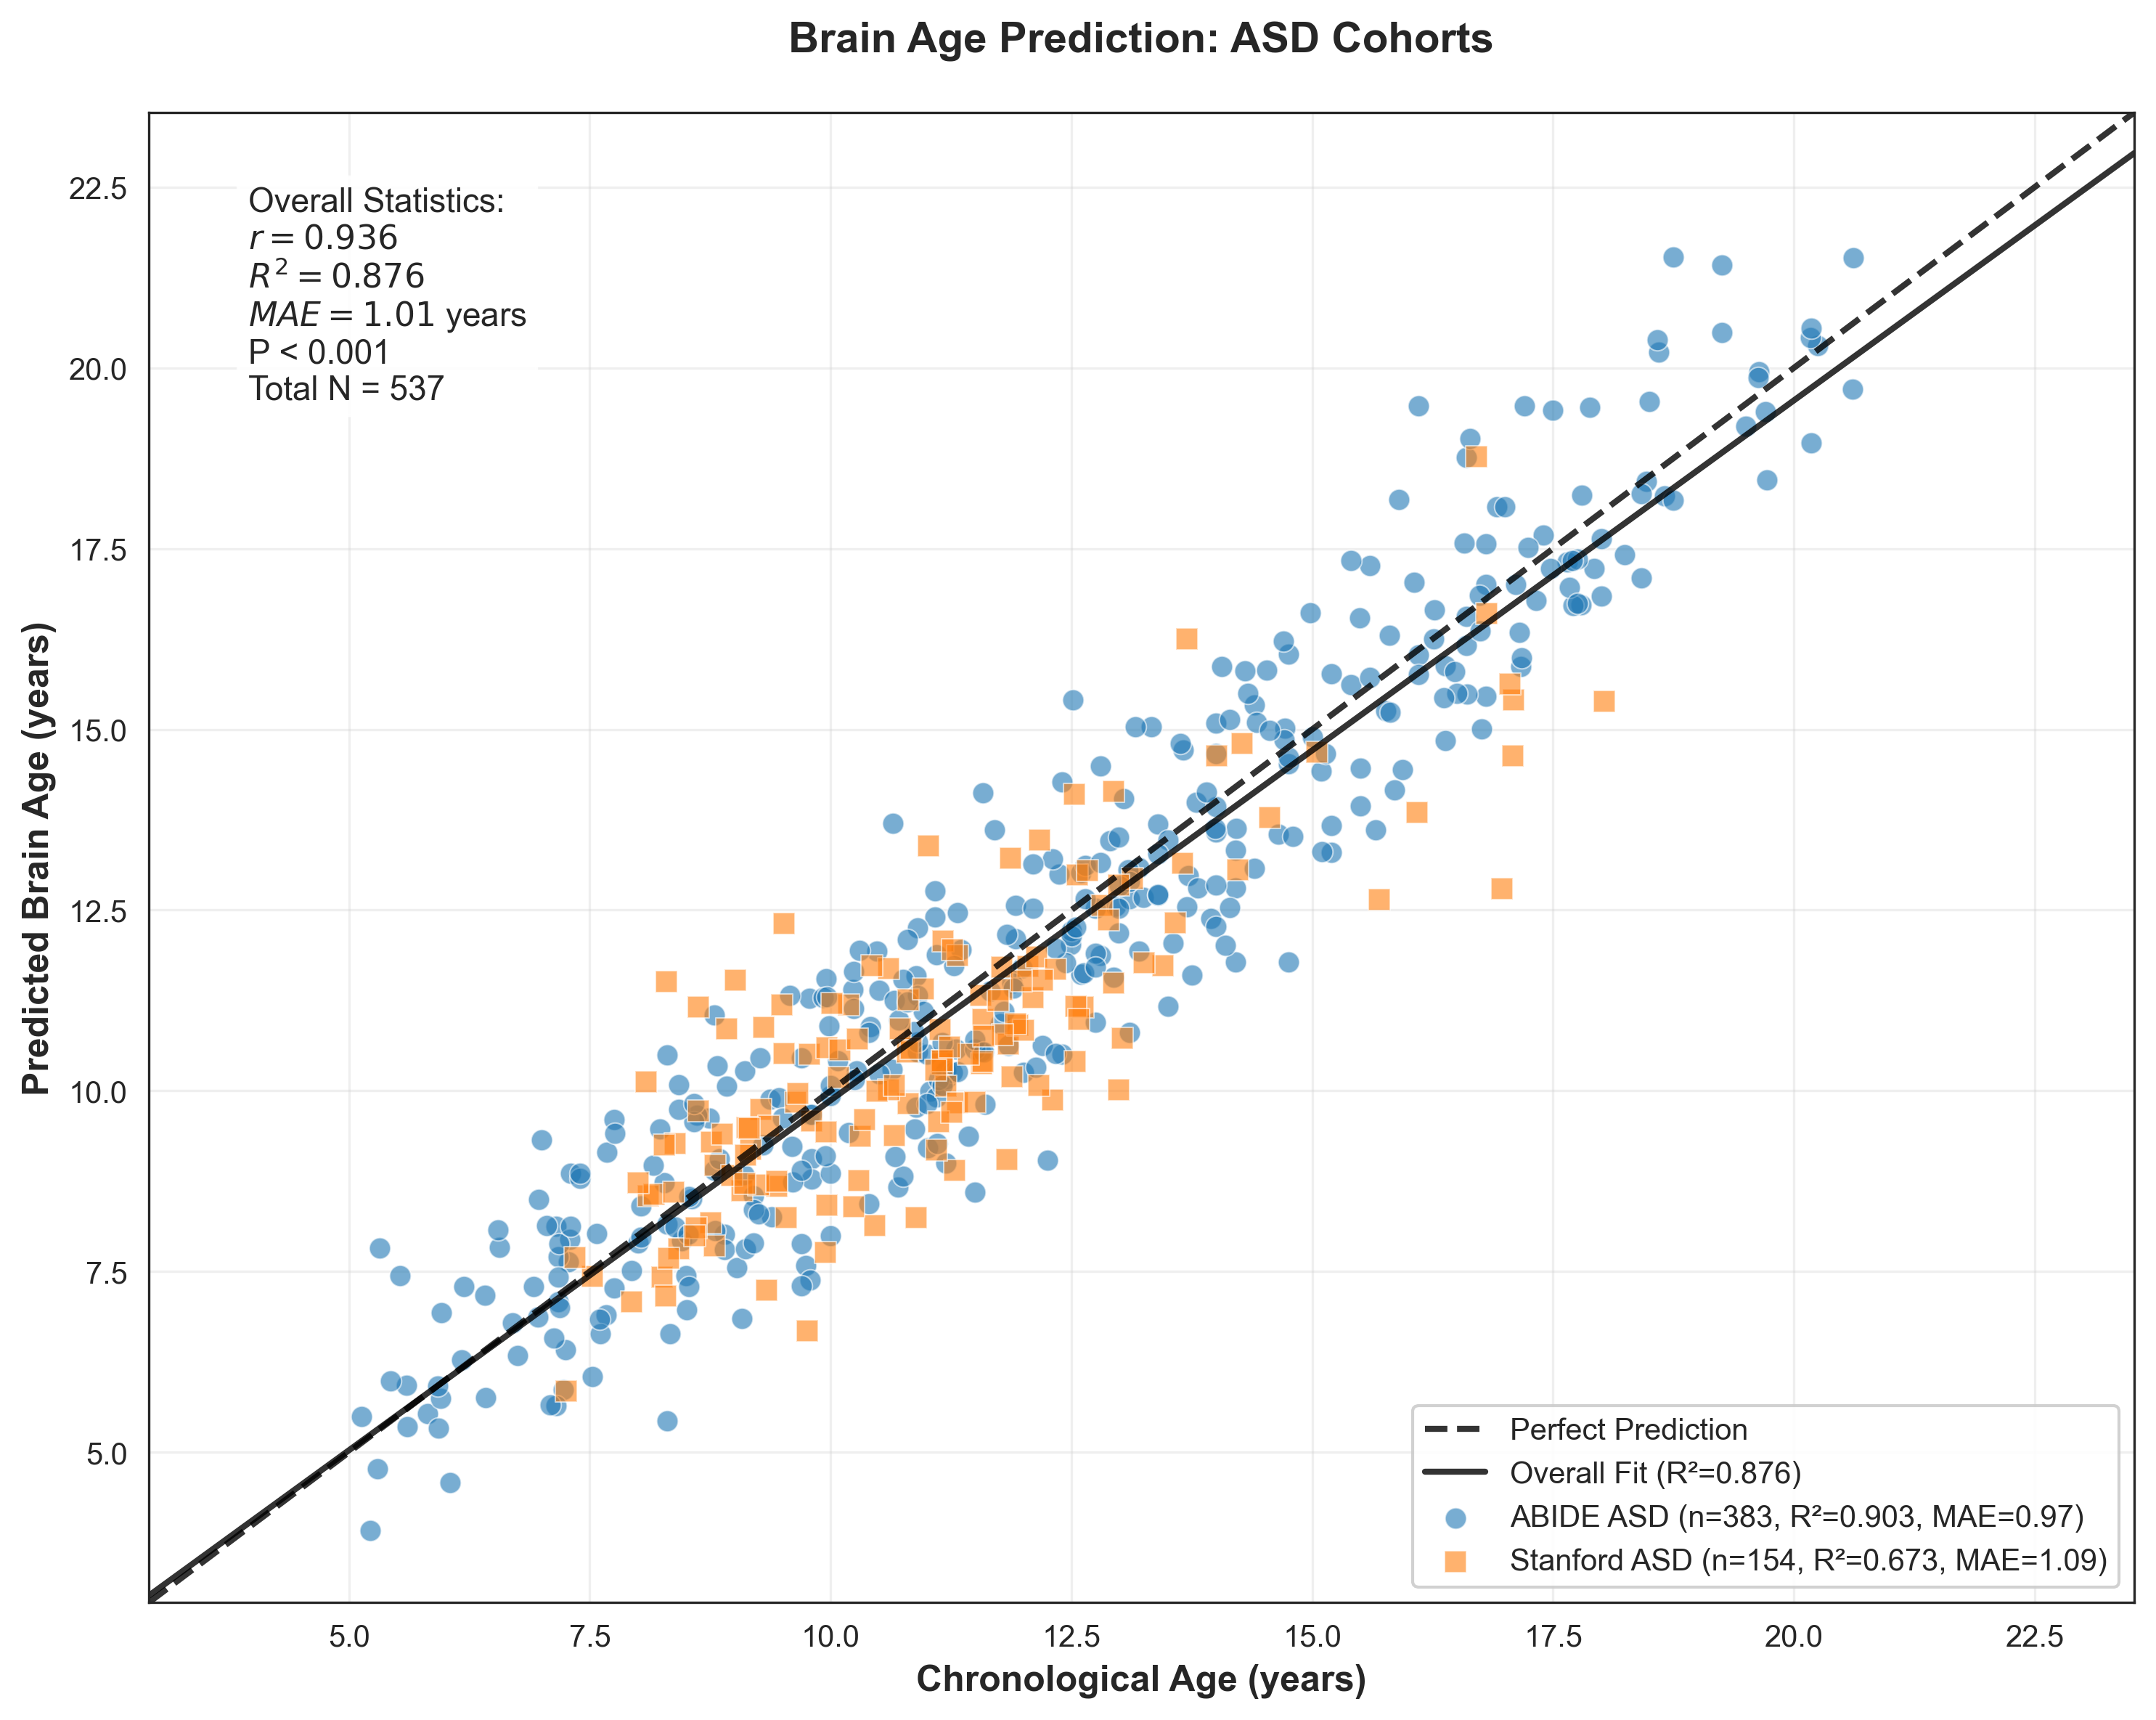 Brain Age Prediction: ASD Cohorts
Overall Statistics:
r = 0.936
R² = 0.876
MAE = 1.01 years
P < 0.001
Total N = 537
22.5
20.0
17.5
15.0
12.5
10.0
7.5
5.0
Predicted Brain Age (years)
Perfect Prediction
Overall Fit (R²=0.876)
ABIDE ASD (n=383, R²=0.903, MAE=0.97)
Stanford ASD (n=154, R²=0.673, MAE=1.09)
5.0 7.5 10.0 12.5 15.0 17.5 20.0 22.5
Chronological Age (years)